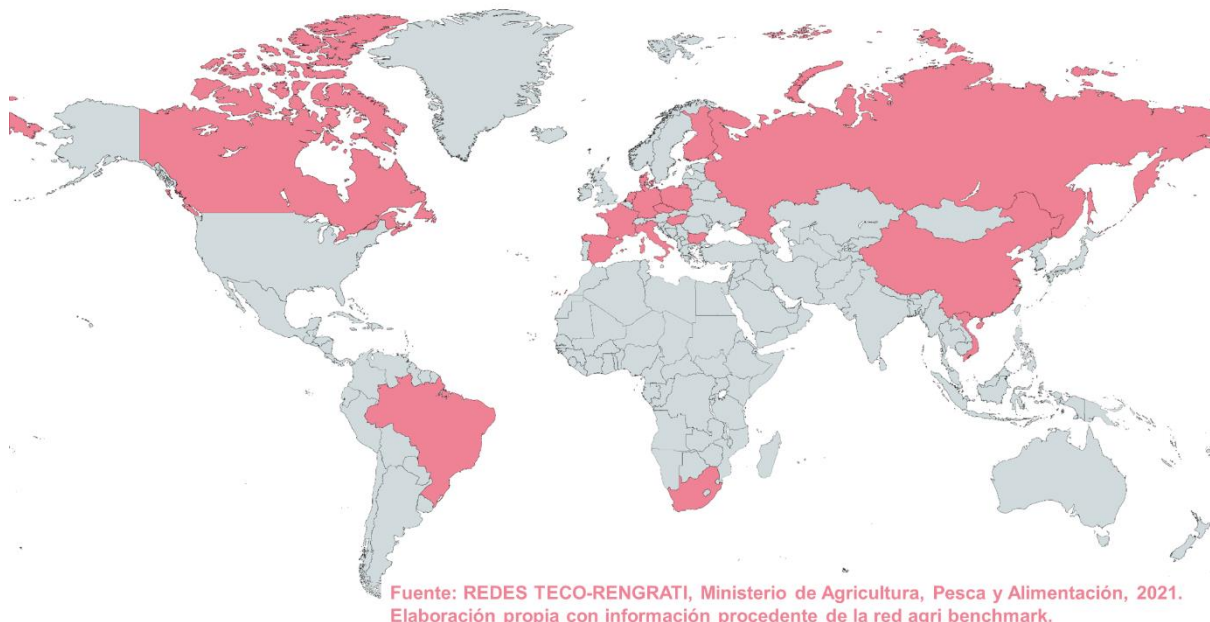 Fuente: REDES TECO-RENGRATI, Ministerio de Agricultura, Pesca y Alimentación, 2021.
Elaboración propia con información procedente de la red agri benchmark.